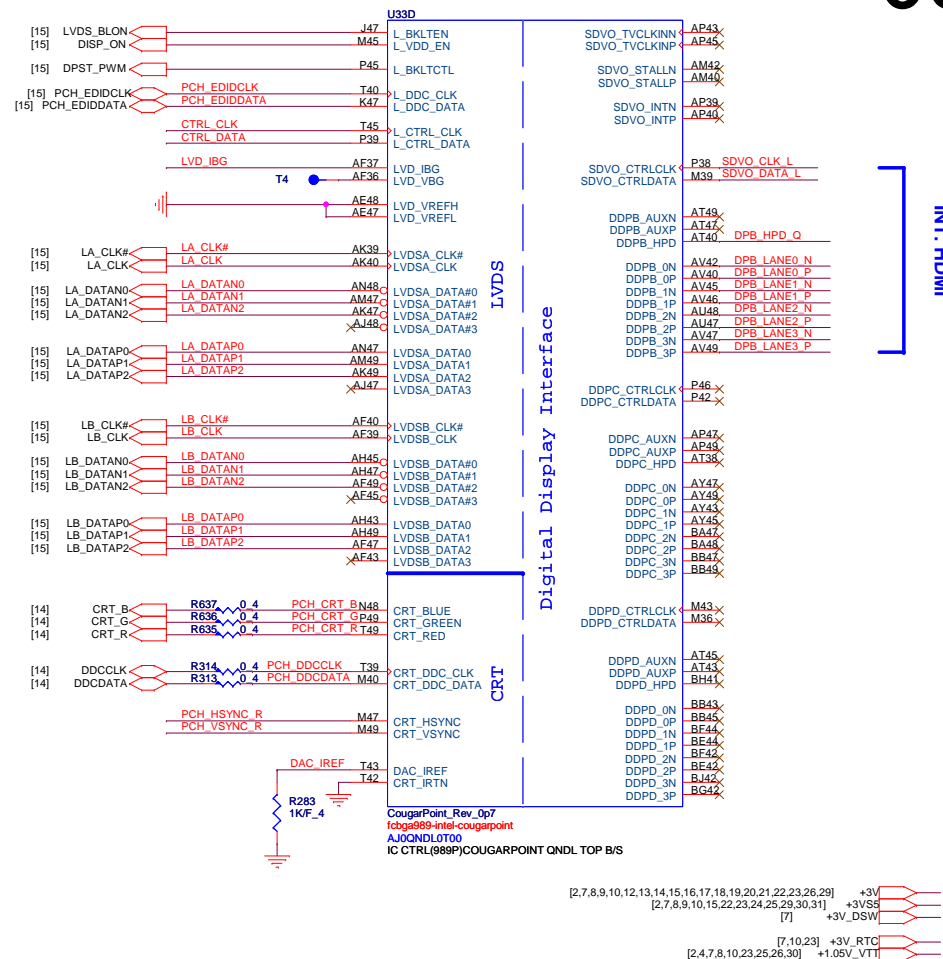 U33D
[15] LVDS_BLON J47 L_BKLTEN SDVO_TVCLKINN AP43
[15] DISP_ON M45 L_VDD_EN SDVO_TVCLKINP AP45
[15] DPST_PWM P45 L_BKLTCTL SDVO_STALLN AM42
SDVO_STALLP AM40
[15] PCH_EDIDCLK PCH_EDIDCLK T40 L_DDC_CLK
[15] PCH_EDIDDATA PCH_EDIDDATA K47 L_DDC_DATA SDVO_INTN AP39
SDVO_INTP AP40
CTRL_CLK T45 L_CTRL_CLK
CTRL_DATA P39 L_CTRL_DATA
LVD_IBG AF37 LVD_IBG SDVO_CTRLCLK P38 SDVO_CLK_L
T4 AF36 LVD_VBG SDVO_CTRLDATA M39 SDVO_DATA_L
AE48 LVD_VREFH
AE47 LVD_VREFL DDPB_AUXN AT49
DDPB_AUXP AT47
DDPB_HPD AT40 DPB_HPD_Q
INT. HDMI
[15] LA_CLK# LA_CLK# AK39 LVDSA_CLK#
[15] LA_CLK LA_CLK AK40 LVDSA_CLK DDPB_0N AV42 DPB_LANE0_N
DDPB_0P AV40 DPB_LANE0_P
[15] LA_DATAN0 LA_DATAN0 AN48 LVDSA_DATA#0 DDPB_1N AV45 DPB_LANE1_N
[15] LA_DATAN1 LA_DATAN1 AM47 LVDSA_DATA#1 DDPB_1P AV46 DPB_LANE1_P
[15] LA_DATAN2 LA_DATAN2 AK47 LVDSA_DATA#2 DDPB_2N AU48 DPB_LANE2_N
AJ48 LVDSA_DATA#3 DDPB_2P AU47 DPB_LANE2_P
DDPB_3N AV47 DPB_LANE3_N
[15] LA_DATAP0 LA_DATAP0 AN47 LVDSA_DATA0 DDPB_3P AV49 DPB_LANE3_P
[15] LA_DATAP1 LA_DATAP1 AM49 LVDSA_DATA1
[15] LA_DATAP2 LA_DATAP2 AK49 LVDSA_DATA2
AJ47 LVDSA_DATA3 DDPC_CTRLCLK P46
DDPC_CTRLDATA P42
LVDS
Digital Display Interface
[15] LB_CLK# LB_CLK# AF40 LVDSB_CLK#
[15] LB_CLK LB_CLK AF39 LVDSB_CLK DDPC_AUXN AP47
DDPC_AUXP AP49
[15] LB_DATAN0 LB_DATAN0 AH45 LVDSB_DATA#0 DDPC_HPD AT38
[15] LB_DATAN1 LB_DATAN1 AH47 LVDSB_DATA#1
[15] LB_DATAN2 LB_DATAN2 AF49 LVDSB_DATA#2 DDPC_0N AY47
AF45 LVDSB_DATA#3 DDPC_0P AY49
DDPC_1N AY43
[15] LB_DATAP0 LB_DATAP0 AH43 LVDSB_DATA0 DDPC_1P AY45
[15] LB_DATAP1 LB_DATAP1 AH49 LVDSB_DATA1 DDPC_2N BA47
[15] LB_DATAP2 LB_DATAP2 AF47 LVDSB_DATA2 DDPC_2P BA48
AF43 LVDSB_DATA3 DDPC_3N BB47
DDPC_3P BB49
[14] CRT_B R637 0_4 PCH_CRT_B N48 CRT_BLUE DDPD_CTRLCLK M43
[14] CRT_G R636 0_4 PCH_CRT_G P49 CRT_GREEN DDPD_CTRLDATA M36
[14] CRT_R R635 0_4 PCH_CRT_R T49 CRT_RED
DDPD_AUXN AT45
[14] DDCCLK R314 0_4 PCH_DDCCLK T39 CRT_DDC_CLK DDPD_AUXP AT43
[14] DDCDATA R313 0_4 PCH_DDCDATA M40 CRT_DDC_DATA DDPD_HPD BH41
CRT
PCH_HSYNC_R M47 CRT_HSYNC DDPD_0N BB43
PCH_VSYNC_R M49 CRT_VSYNC DDPD_0P BB45
DDPD_1N BF44
DDPD_1P BE44
DDPD_2N BF42
DAC_IREF T43 DAC_IREF DDPD_2P BE42
T42 CRT_IRTN DDPD_3N BJ42
DDPD_3P BG42
R283
1K/F_4
CougarPoint_Rev_0p7
fcbga989-intel-cougarpoint
AJ0QNDL0T00
IC CTRL(989P)COUGARPOINT QNDL TOP B/S
[2,7,8,9,10,12,13,14,15,16,17,18,19,20,21,22,23,26,29] +3V
[2,7,8,9,10,15,22,23,24,25,29,30,31] +3VS5
[7] +3V_DSW
[7,10,23] +3V_RTC
[2,4,7,8,10,23,25,26,30] +1.05V_VTT